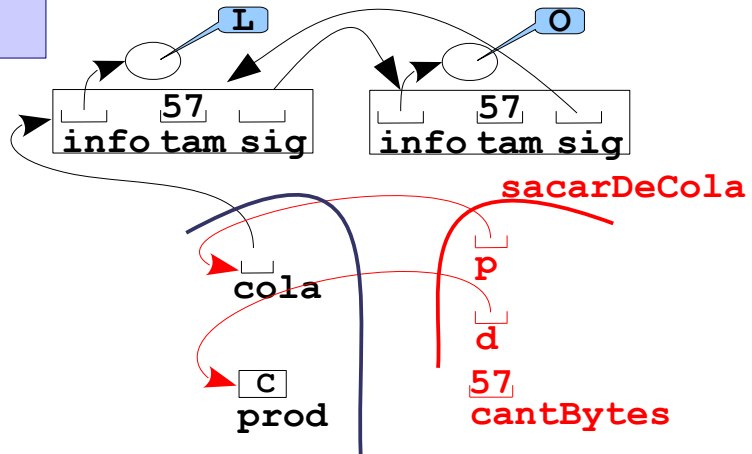 L
O
57
57
info tam sig
info tam sig
sacarDeCola
p
cola
d
C
57
prod
cantBytes